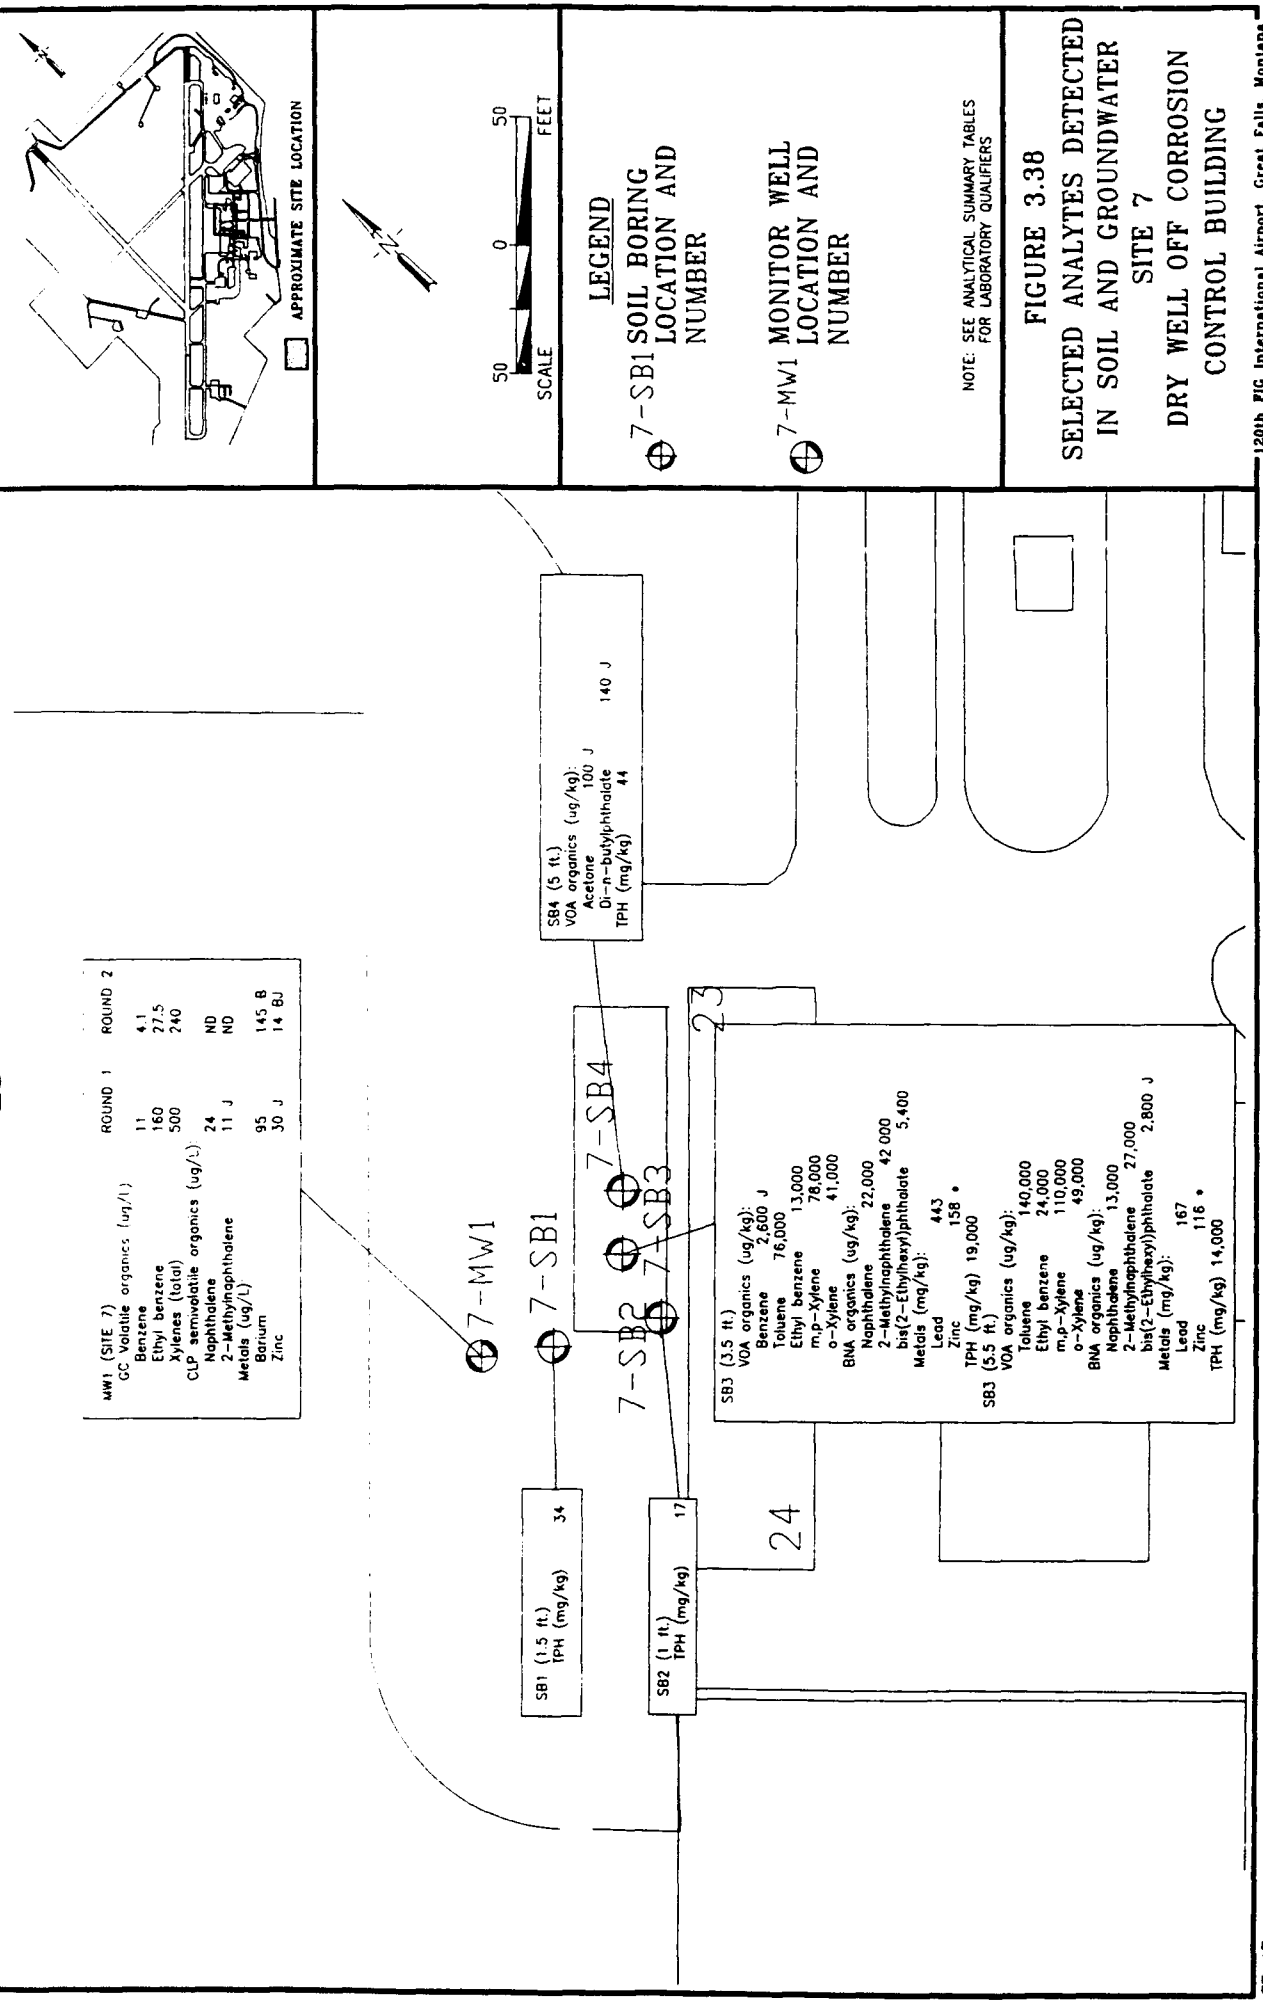 MW1 (SITE 7) ROUND 1 ROUND 2
GC Volatile organics (ug/L)
Benzene 11 4.1
Ethyl benzene 160 27.5
Xylenes (total) 500 240
CLP semivolatile organics (ug/L):
Naphthalene 24 ND
2-Methylnaphthalene 11 J ND
Metals (ug/L)
Barium 95 145 B
Zinc 30 J 14 BJ
7-MW1
7-SB1
7-SB2
7-SB3
7-SB4
SB1 (1.5 ft.)
TPH (mg/kg) 34
SB2 (1 ft.)
TPH (mg/kg) 17
24
23
SB4 (5 ft.)
VOA organics (ug/kg):
Acetone 100 J
Di-n-butylphthalate 140 J
TPH (mg/kg) 44
SB3 (3.5 ft.)
VOA organics (ug/kg):
Benzene 2,600 J
Toluene 76,000
Ethyl benzene 13,000
m,p-Xylene 78,000
o-Xylene 41,000
BNA organics (ug/kg):
Naphthalene 22,000
2-Methylnaphthalene 42 000
bis(2-Ethylhexyl)phthalate 5,400
Metals (mg/kg):
Lead 443
Zinc 158 *
TPH (mg/kg) 19,000
SB3 (5.5 ft.)
VOA organics (ug/kg):
Toluene 140,000
Ethyl benzene 24,000
m,p-Xylene 110,000
o-Xylene 49,000
BNA organics (ug/kg):
Naphthalene 13,000
2-Methylnaphthalene 27,000
bis(2-Ethylhexyl)phthalate 2,800 J
Metals (mg/kg):
Lead 167
Zinc 116 *
TPH (mg/kg) 14,000
N
APPROXIMATE SITE LOCATION
N
50 0 50
SCALE FEET
LEGEND
7-SB1 SOIL BORING
LOCATION AND
NUMBER
7-MW1 MONITOR WELL
LOCATION AND
NUMBER
NOTE: SEE ANALYTICAL SUMMARY TABLES
FOR LABORATORY QUALIFIERS
FIGURE 3.38
SELECTED ANALYTES DETECTED
IN SOIL AND GROUNDWATER
SITE 7
DRY WELL OFF CORROSION
CONTROL BUILDING
120th FIG International Airport, Great Falls, Montana